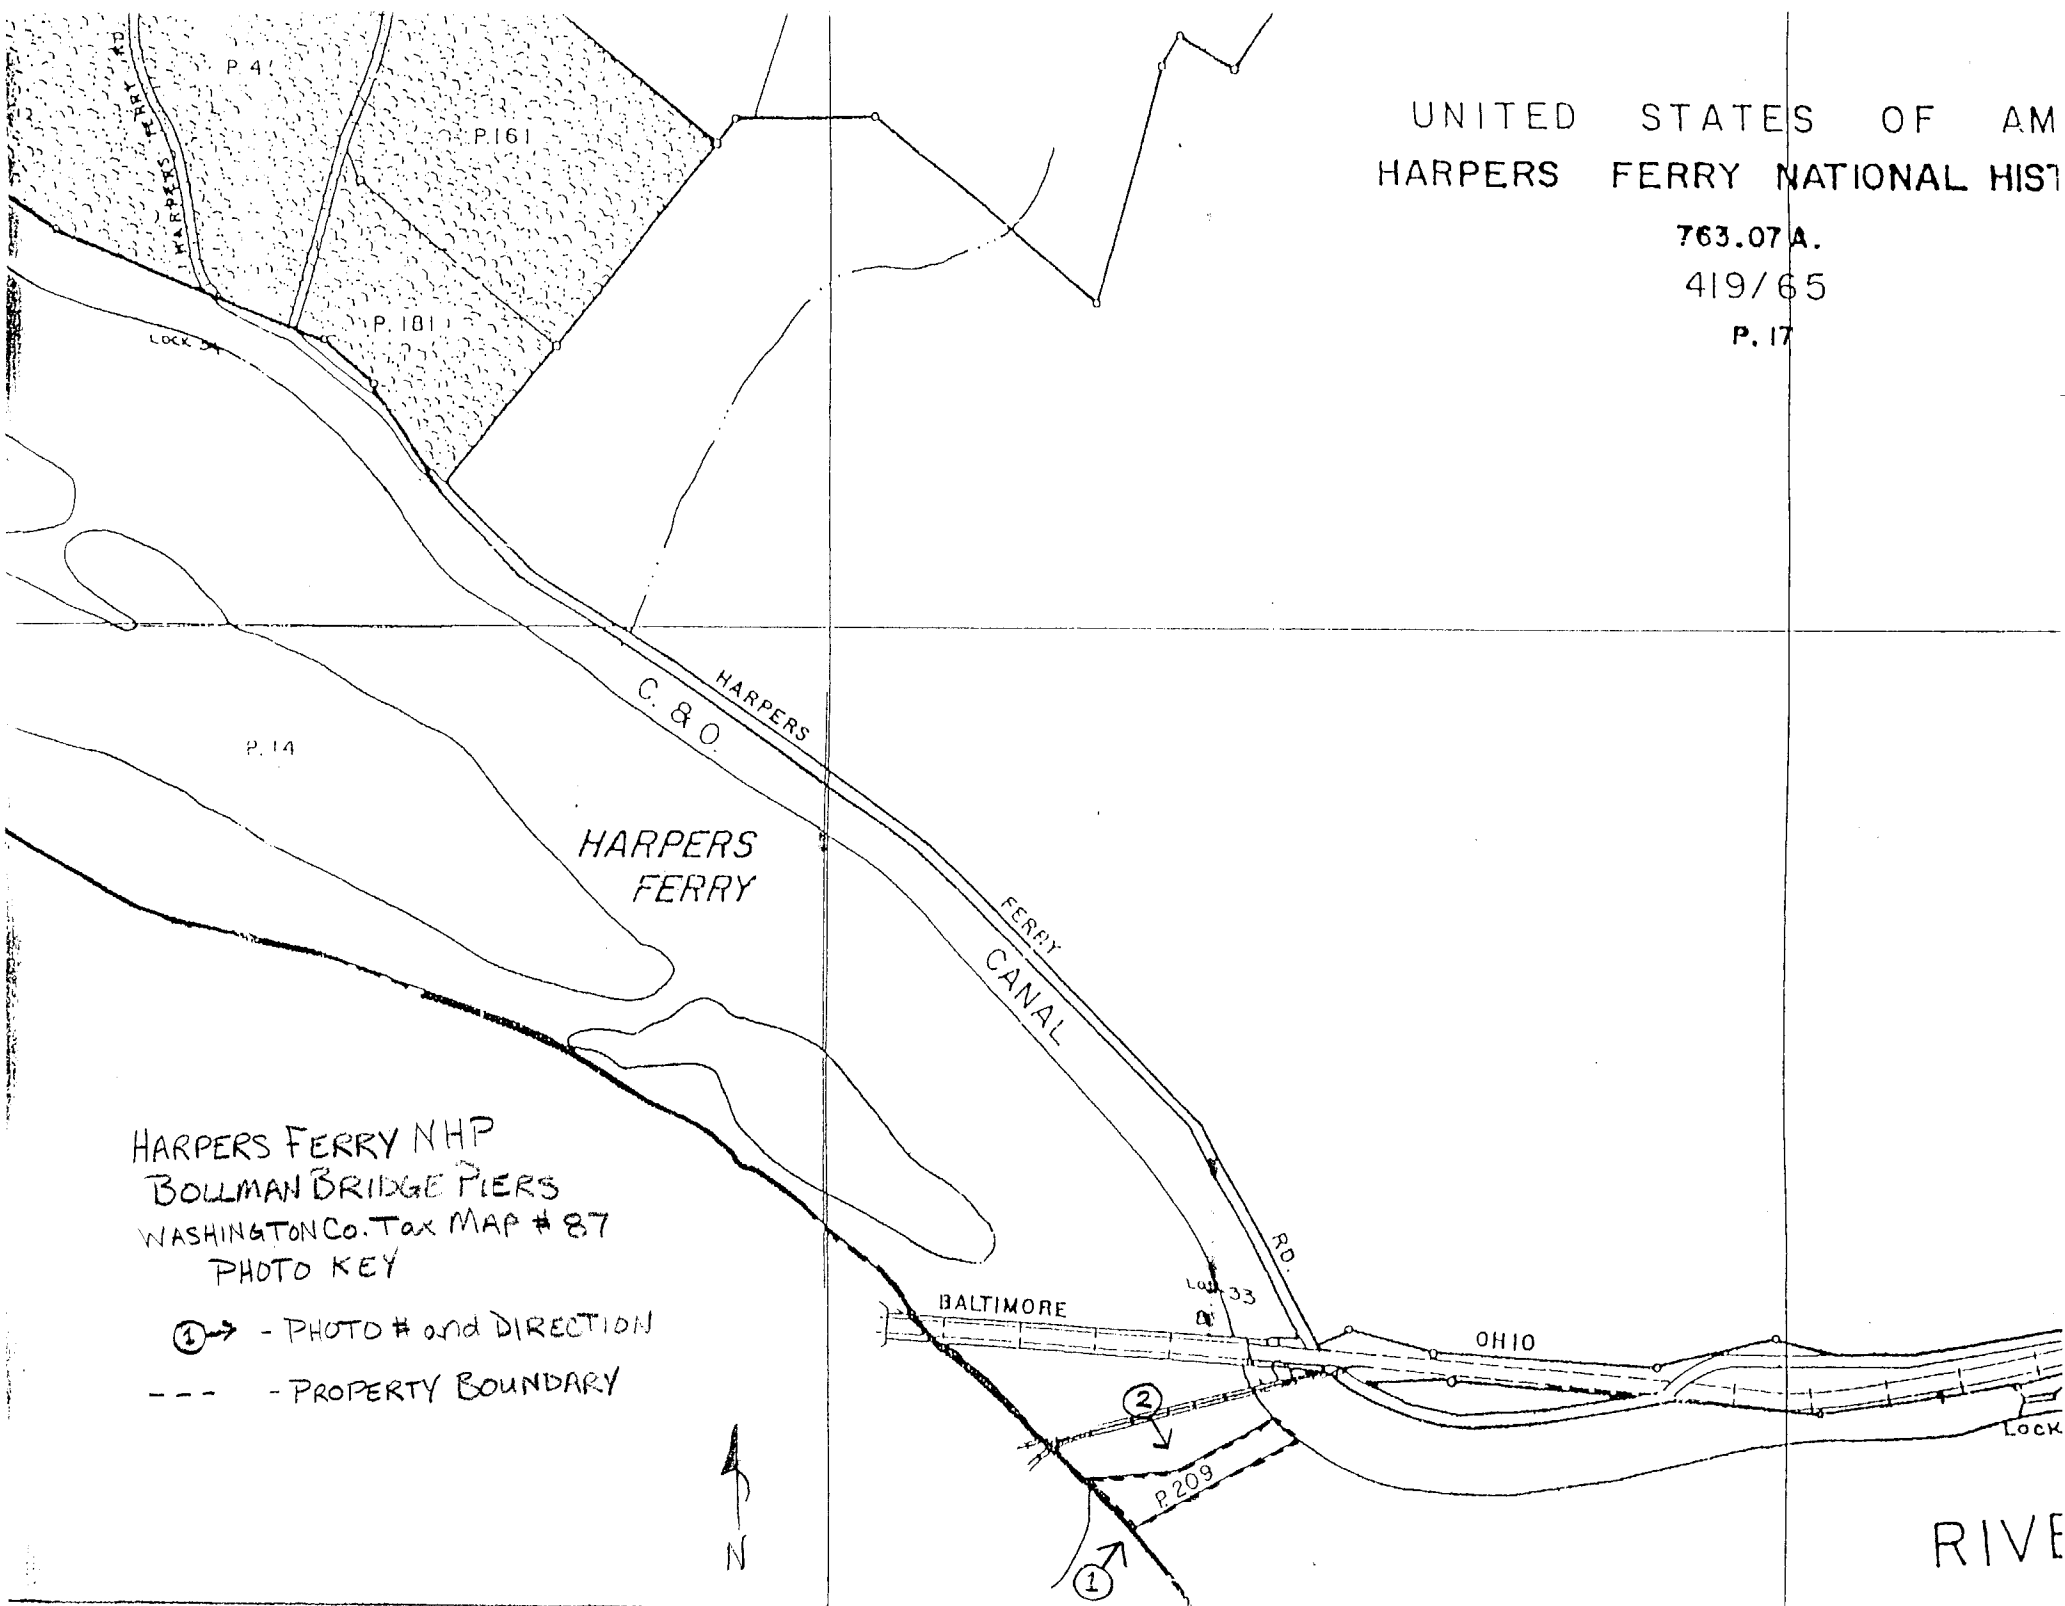 UNITED STATES OF AM
HARPERS FERRY NATIONAL HIST
763.07 A.
419/65
P. 17
P. 4
HARPERS FERRY RD
P. 161
P. 181
LOCK 34
HARPERS
C. & O.
P. 14
HARPERS
FERRY
FERRY
CANAL
RD.
HARPERS FERRY NHP
BOLLMAN BRIDGE PIERS
WASHINGTON Co. Tax MAP # 87
PHOTO KEY
1 → - PHOTO # and DIRECTION
--- - PROPERTY BOUNDARY
N
BALTIMORE
&
Lock 33
OHIO
2
P. 209
1
LOCK
RIVE